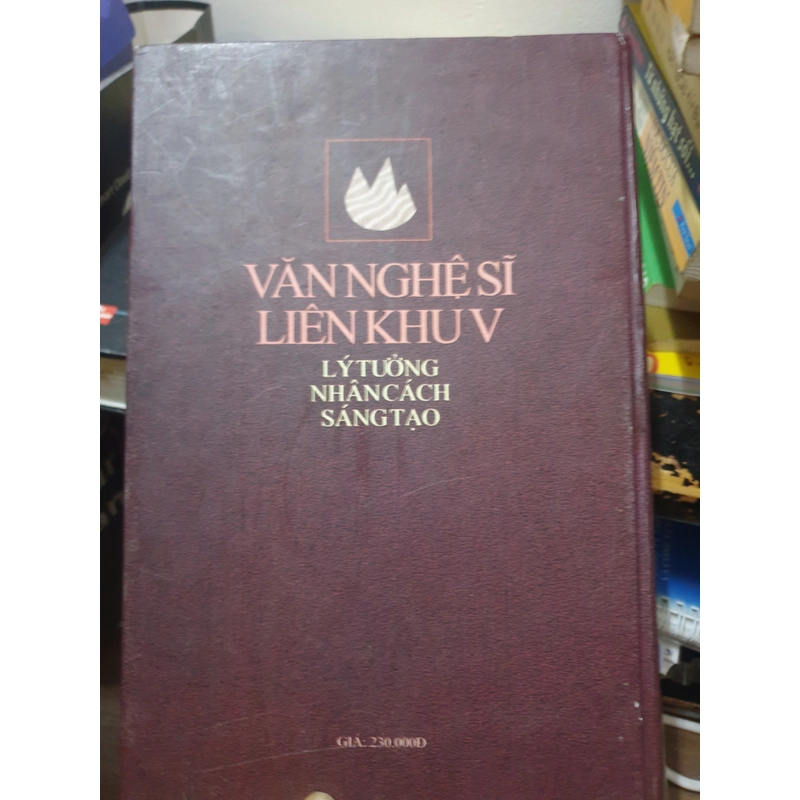 VĂN NGHỆ SĨ
LIÊN KHU V
LÝ TƯỞNG
NHÂN CÁCH
SÁNG TẠO
GIÁ: 230.000Đ